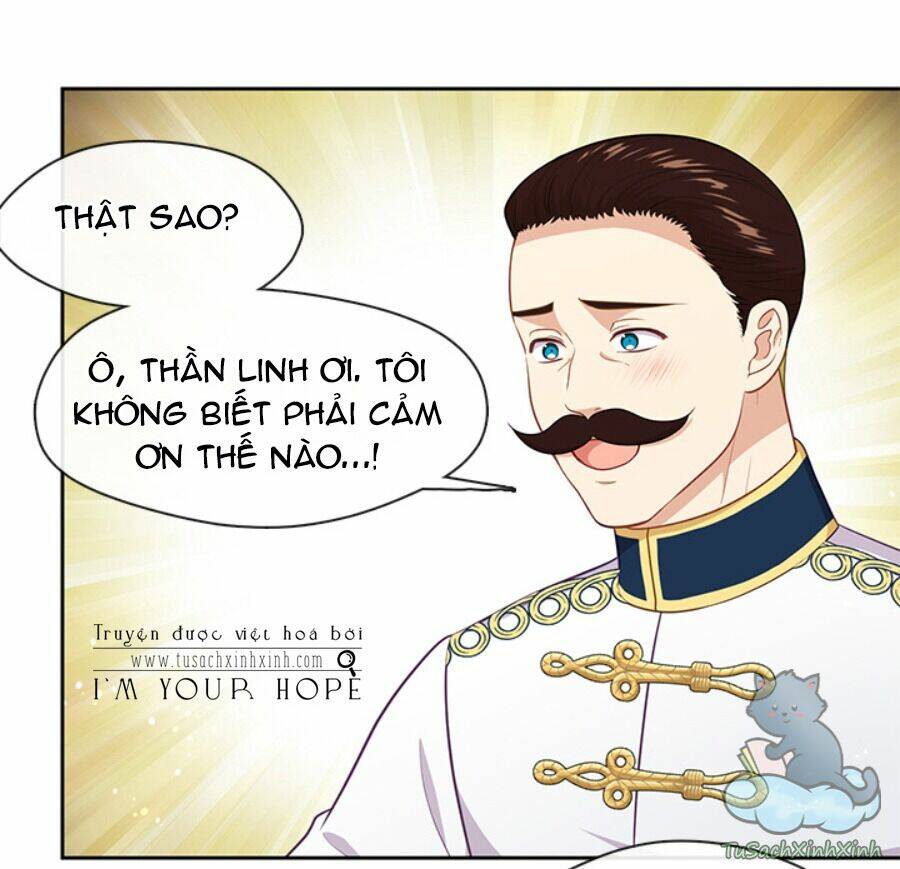 THẬT SAO?
Ô, THẦN LINH ƠI. TÔI
KHÔNG BIẾT PHẢI CẢM
ƠN THẾ NÀO...!
Truyện được việt hoá bởi
www.tusachxinhxinh.com
I'M YOUR HOPE
TuSachXinhXinh